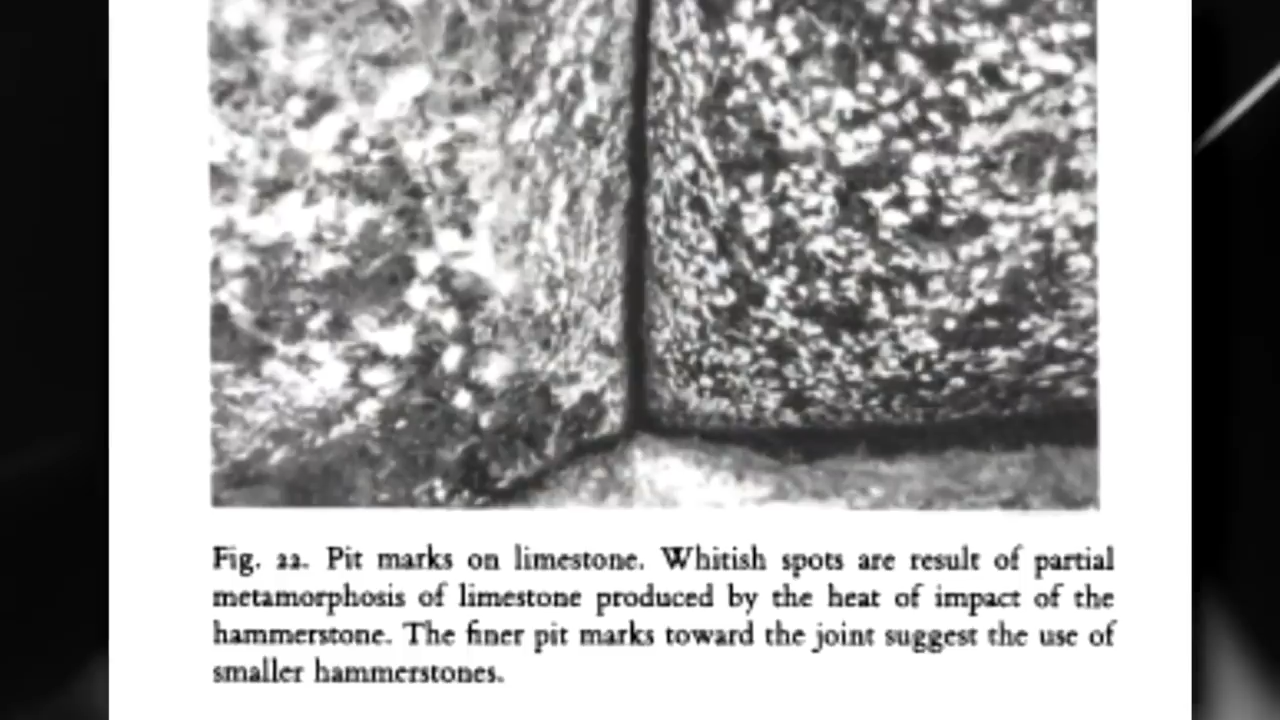 Fig. 22. Pit marks on limestone. Whitish spots are result of partial
metamorphosis of limestone produced by the heat of impact of the
hammerstone. The finer pit marks toward the joint suggest the use of
smaller hammerstones.